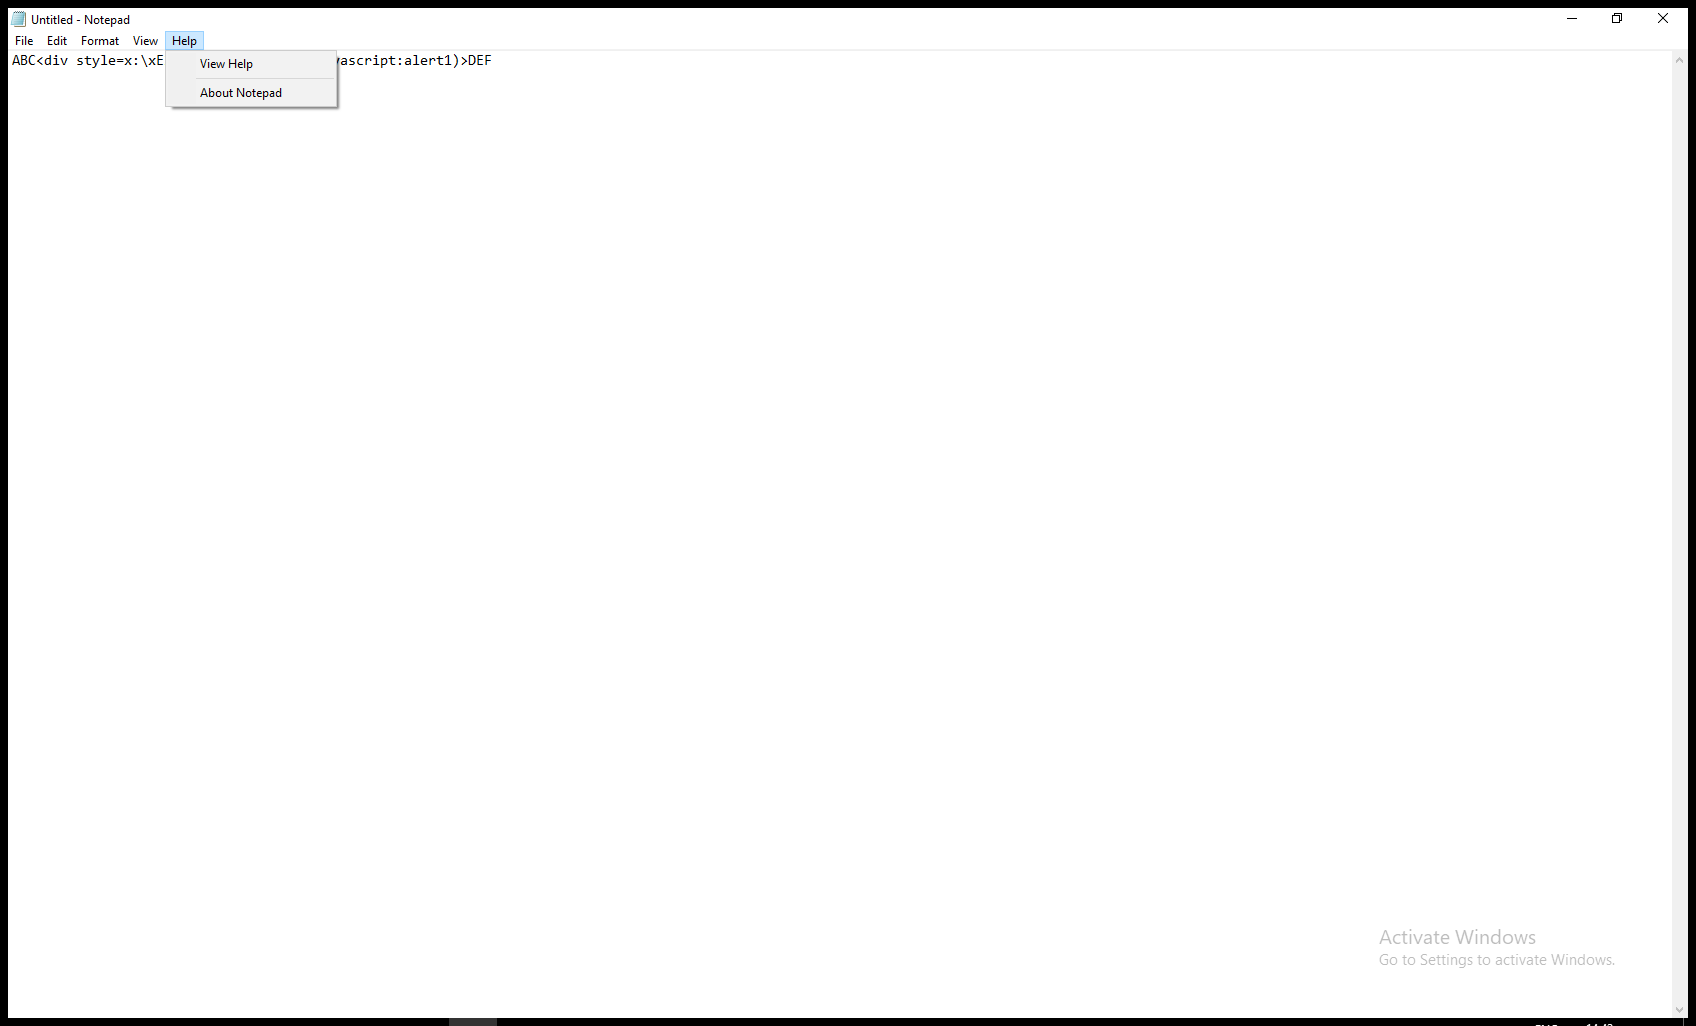 Untitled - Notepad
File Edit Format View Help
ABC<div style=x:\xE ascript:alert1)>DEF
View Help
About Notepad
Activate Windows
Go to Settings to activate Windows.